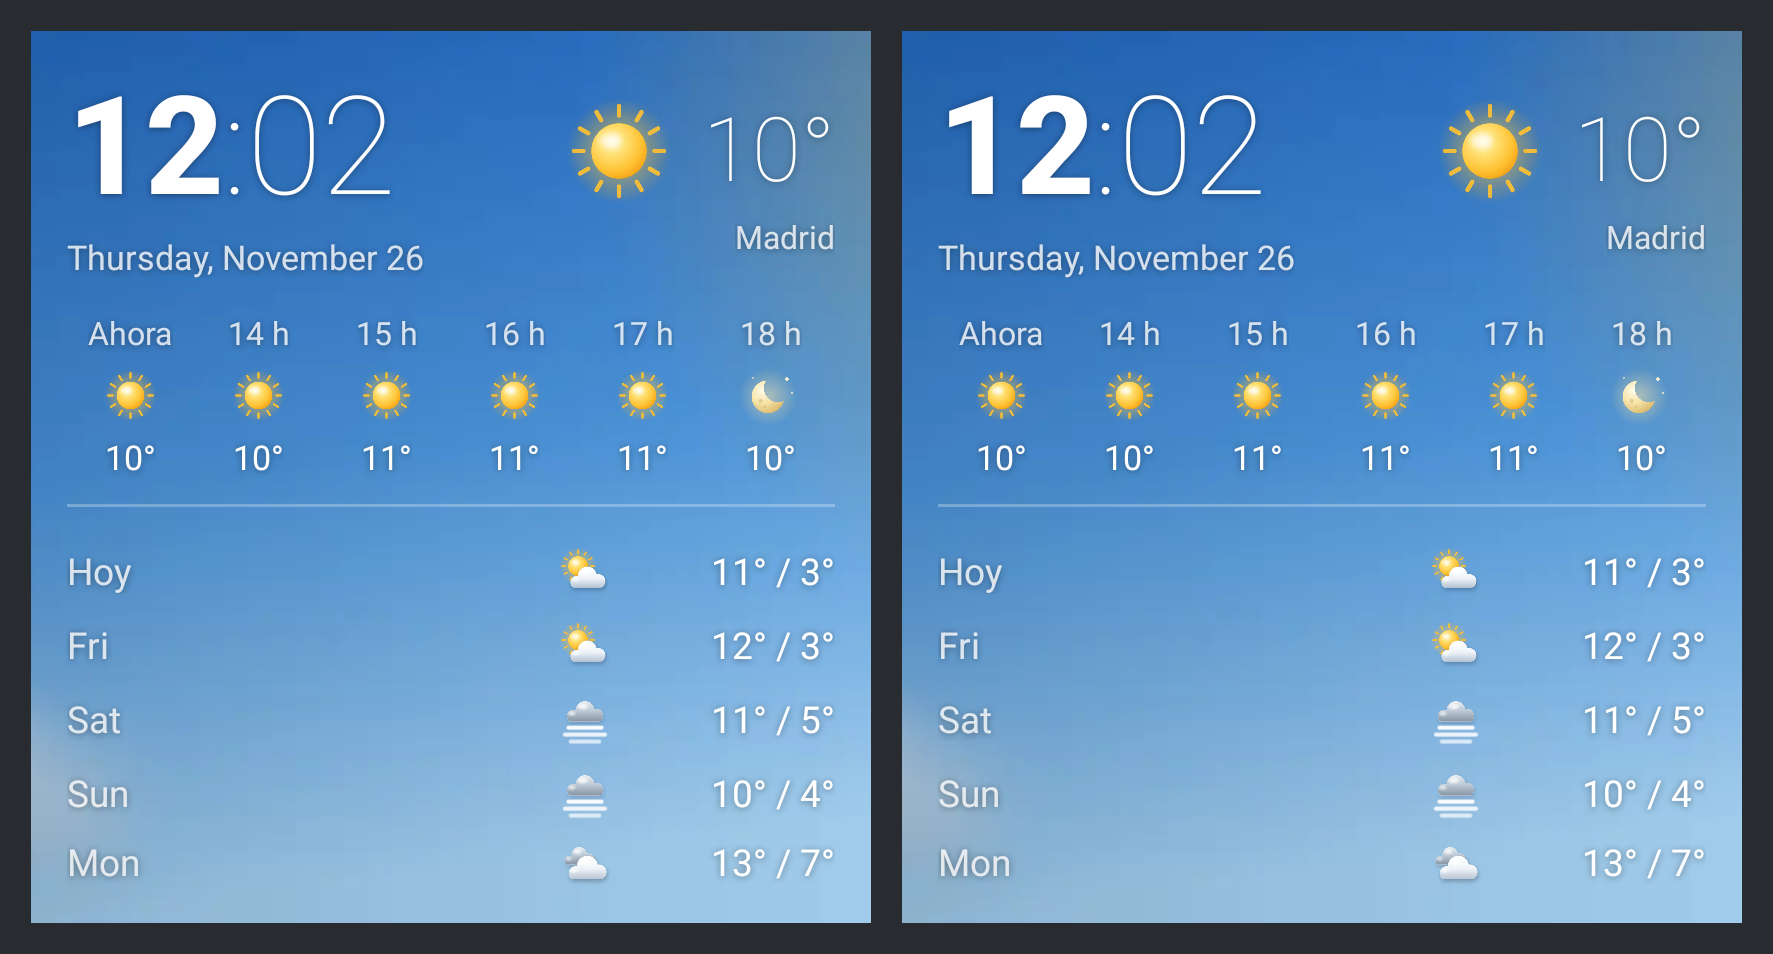 12:02
10°
Madrid
Thursday, November 26
Ahora 14 h 15 h 16 h 17 h 18 h
10° 10° 11° 11° 11° 10°
Hoy 11° / 3°
Fri 12° / 3°
Sat 11° / 5°
Sun 10° / 4°
Mon 13° / 7°
12:02
10°
Madrid
Thursday, November 26
Ahora 14 h 15 h 16 h 17 h 18 h
10° 10° 11° 11° 11° 10°
Hoy 11° / 3°
Fri 12° / 3°
Sat 11° / 5°
Sun 10° / 4°
Mon 13° / 7°